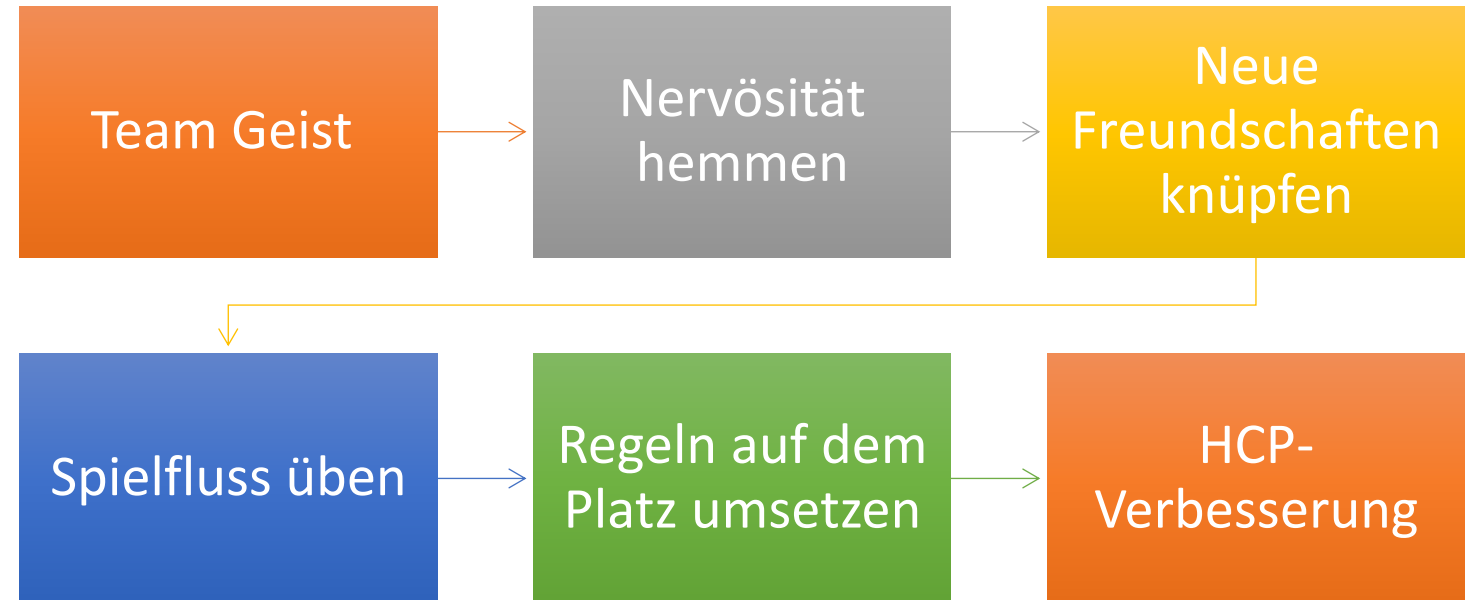 Team Geist
Nervösität
hemmen
Neue
Freundschaften
knüpfen
Spielfluss üben
Regeln auf dem
Platz umsetzen
HCP-
Verbesserung